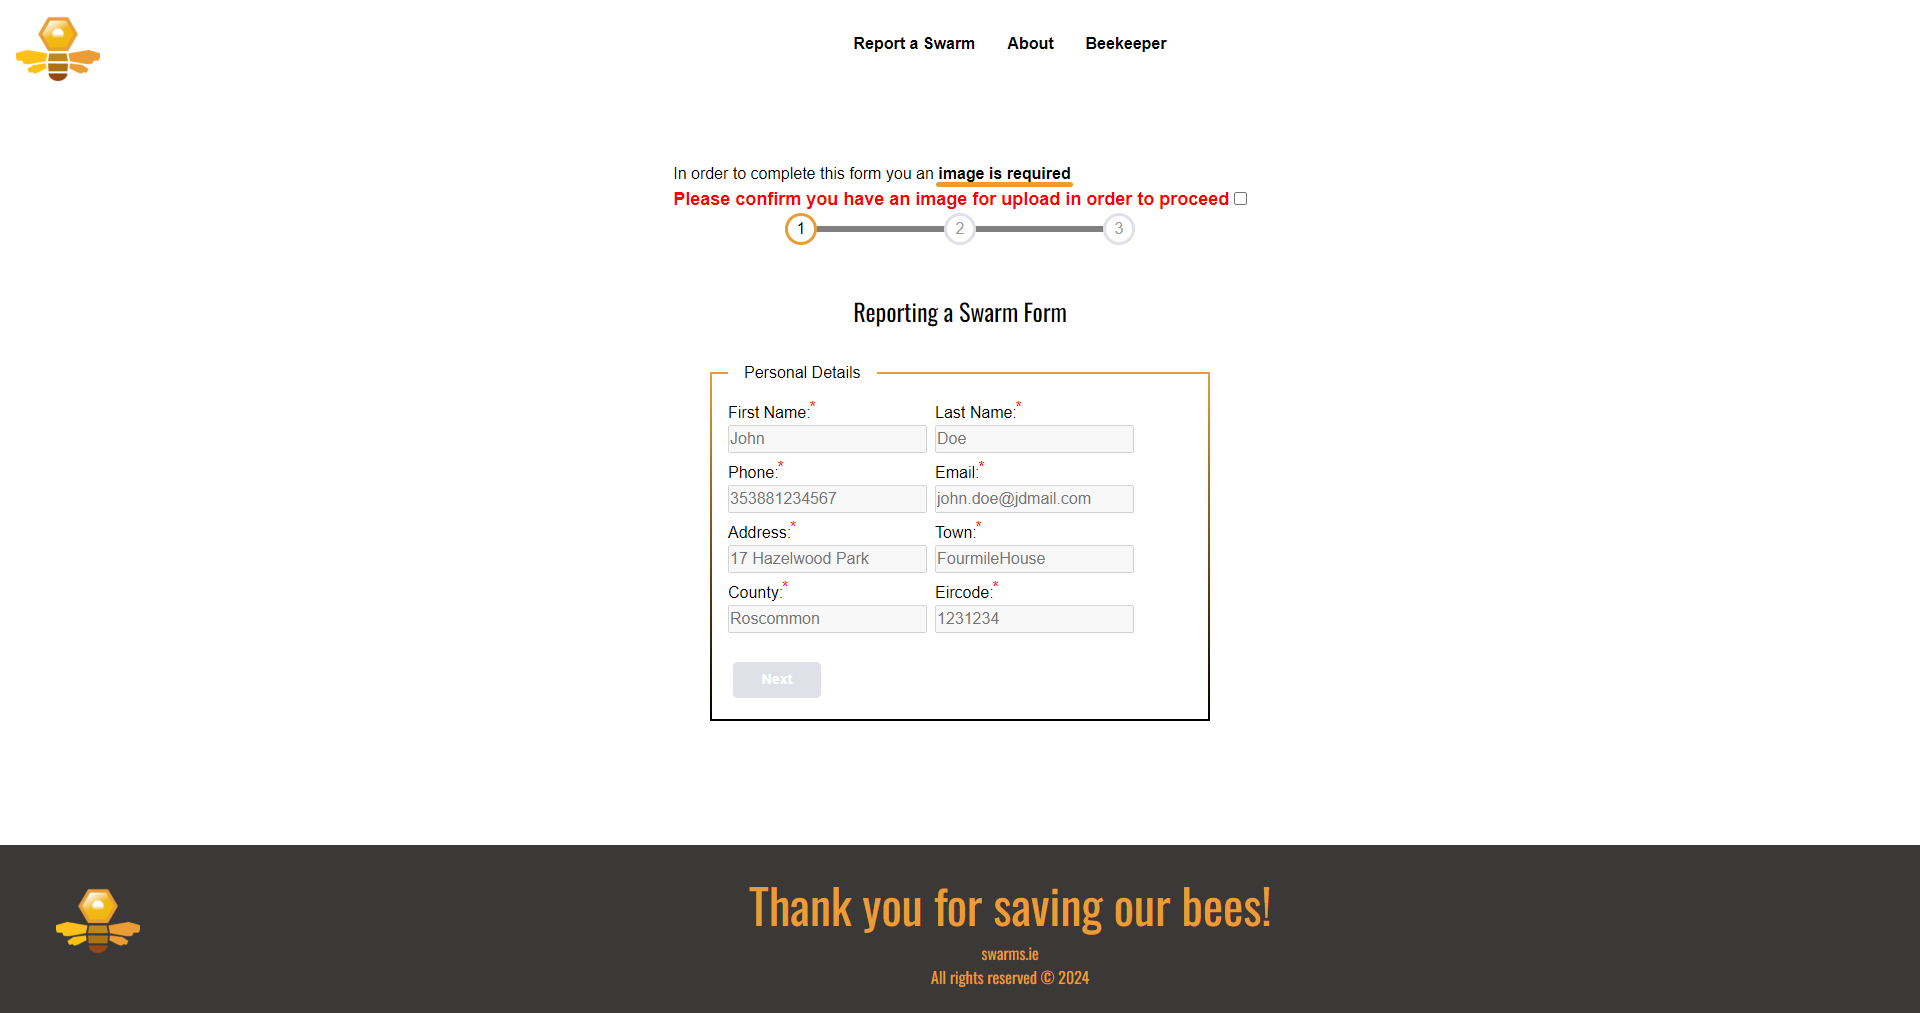 Report a Swarm About Beekeeper
In order to complete this form you an image is required
Please confirm you have an image for upload in order to proceed
1 2 3
Reporting a Swarm Form
Personal Details
First Name:* Last Name:*
John Doe
Phone:* Email:*
353881234567 john.doe@jdmail.com
Address:* Town:*
17 Hazelwood Park FourmileHouse
County:* Eircode:*
Roscommon 1231234
Next
Thank you for saving our bees!
swarms.ie
All rights reserved © 2024